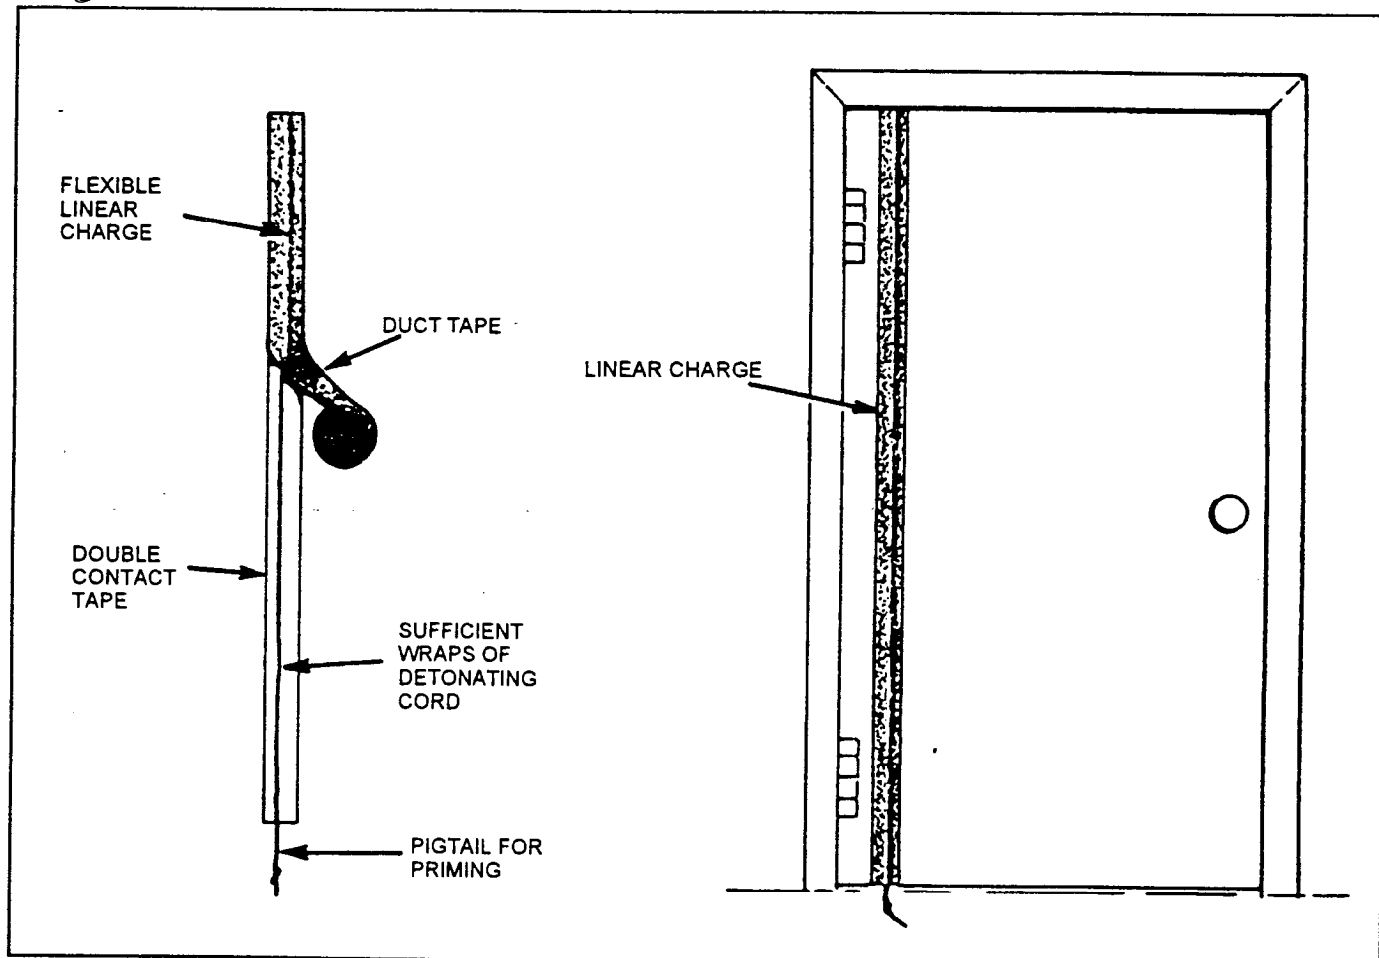 FLEXIBLE
LINEAR
CHARGE
DUCT TAPE
LINEAR CHARGE
DOUBLE
CONTACT
TAPE
SUFFICIENT
WRAPS OF
DETONATING
CORD
PIGTAIL FOR
PRIMING